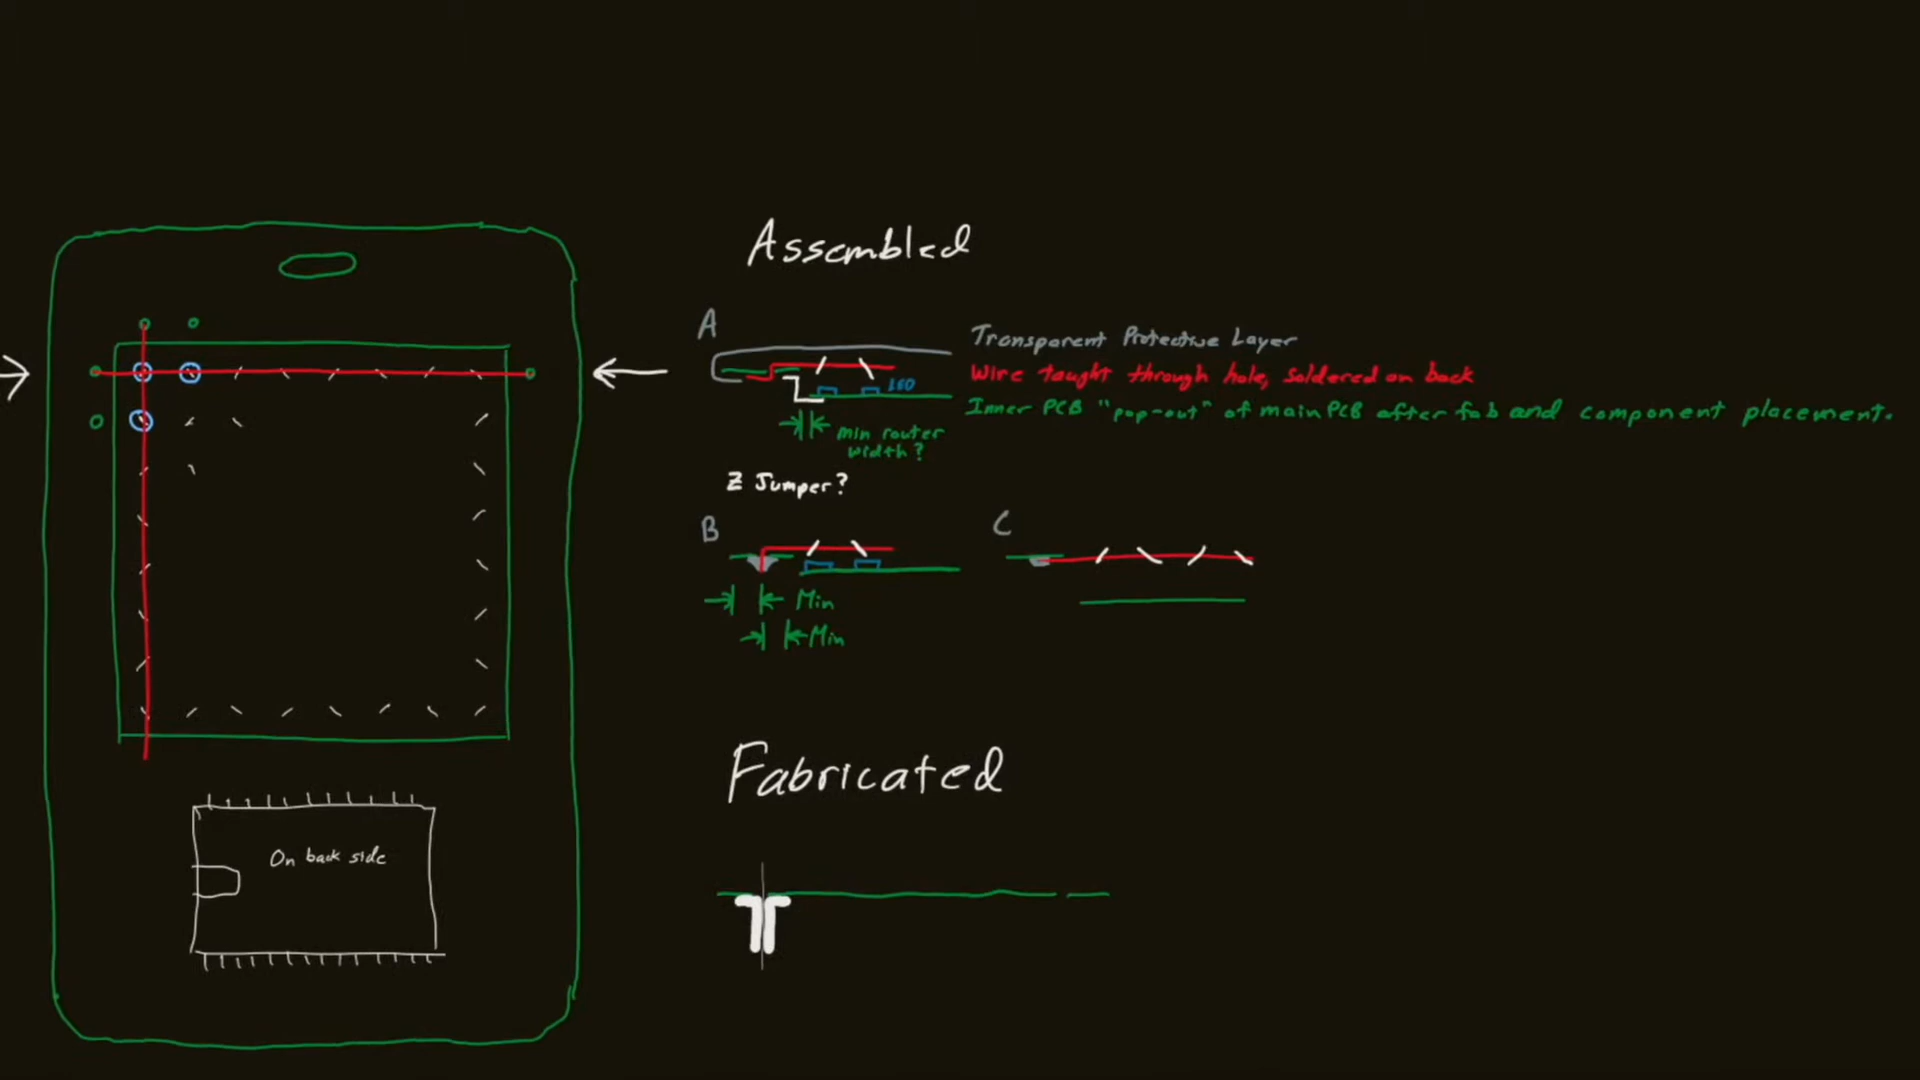 Assembled
A
Transparent Protective Layer
Wire taught through hole, soldered on back
LED
Inner PCB "pop-out" of main PCB after fab and component placement.
Min router
width?
Z Jumper?
B
C
Min
Min
Fabricated
On back side